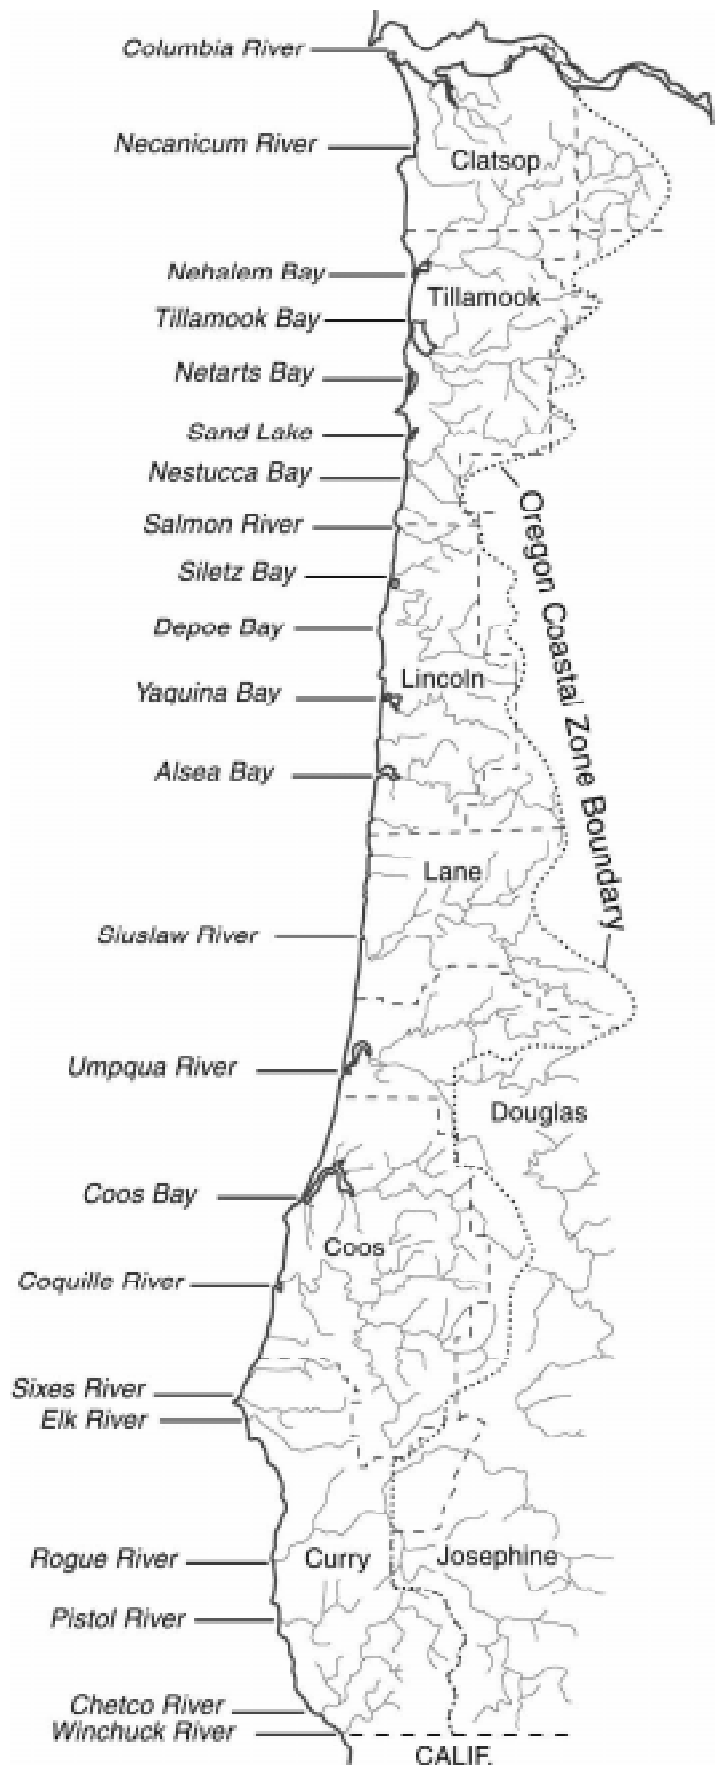 Columbia River
Necanicum River
Clatsop
Nehalem Bay
Tillamook
Tillamook Bay
Netarts Bay
Sand Lake
Nestucca Bay
Oregon Coastal Zone Boundary
Salmon River
Siletz Bay
Depoe Bay
Lincoln
Yaquina Bay
Alsea Bay
Lane
Siuslaw River
Umpqua River
Douglas
Coos Bay
Coos
Coquille River
Sixes River
Elk River
Rogue River
Curry
Josephine
Pistol River
Chetco River
Winchuck River
CALIF.